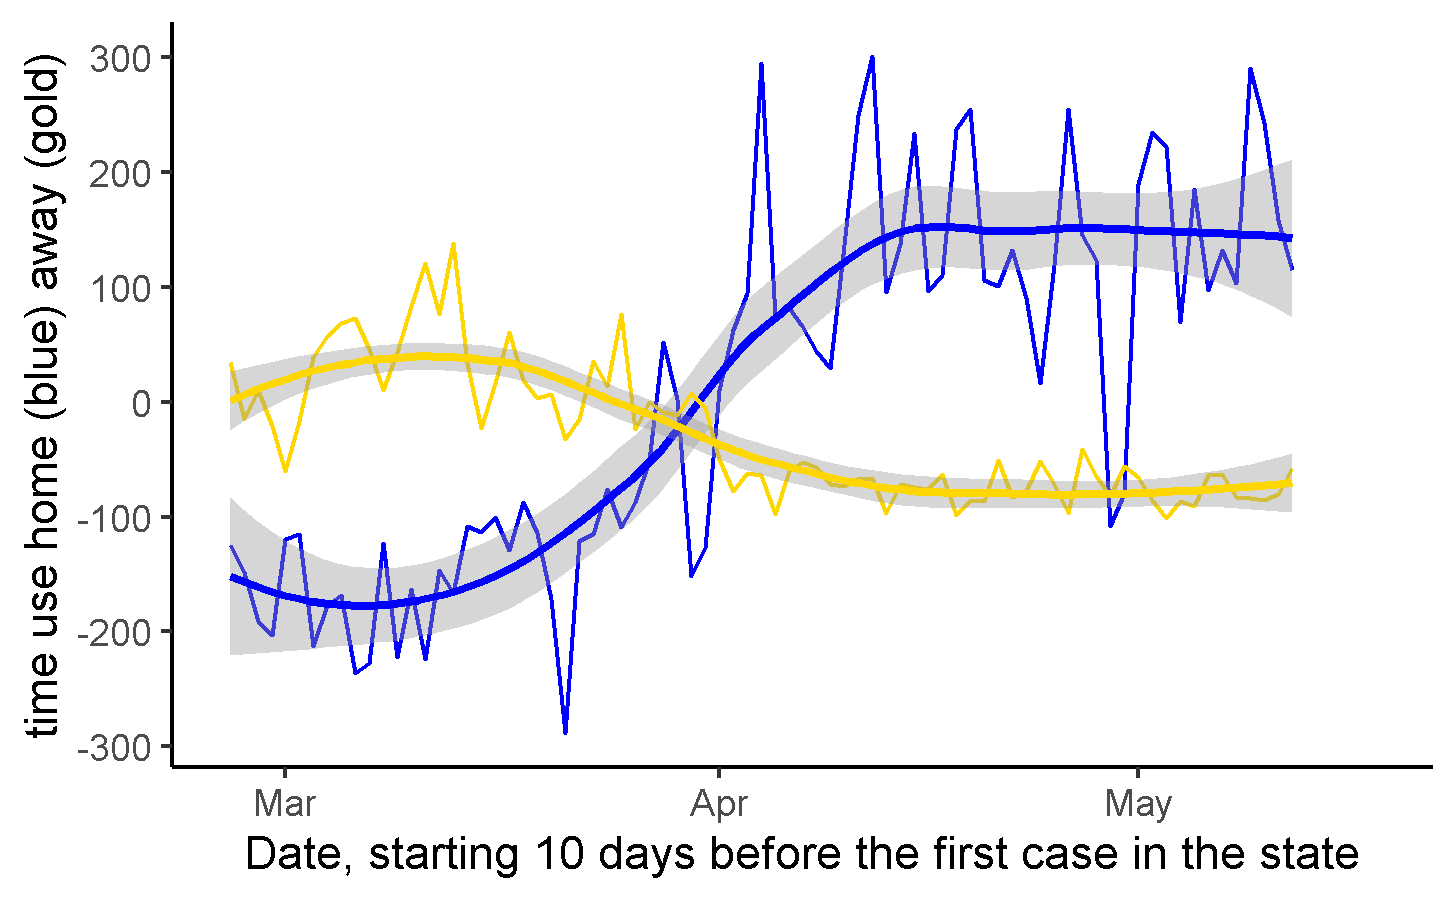 time use home (blue) away (gold)
300
200
100
0
-100
-200
-300
Mar
Apr
May
Date, starting 10 days before the first case in the state